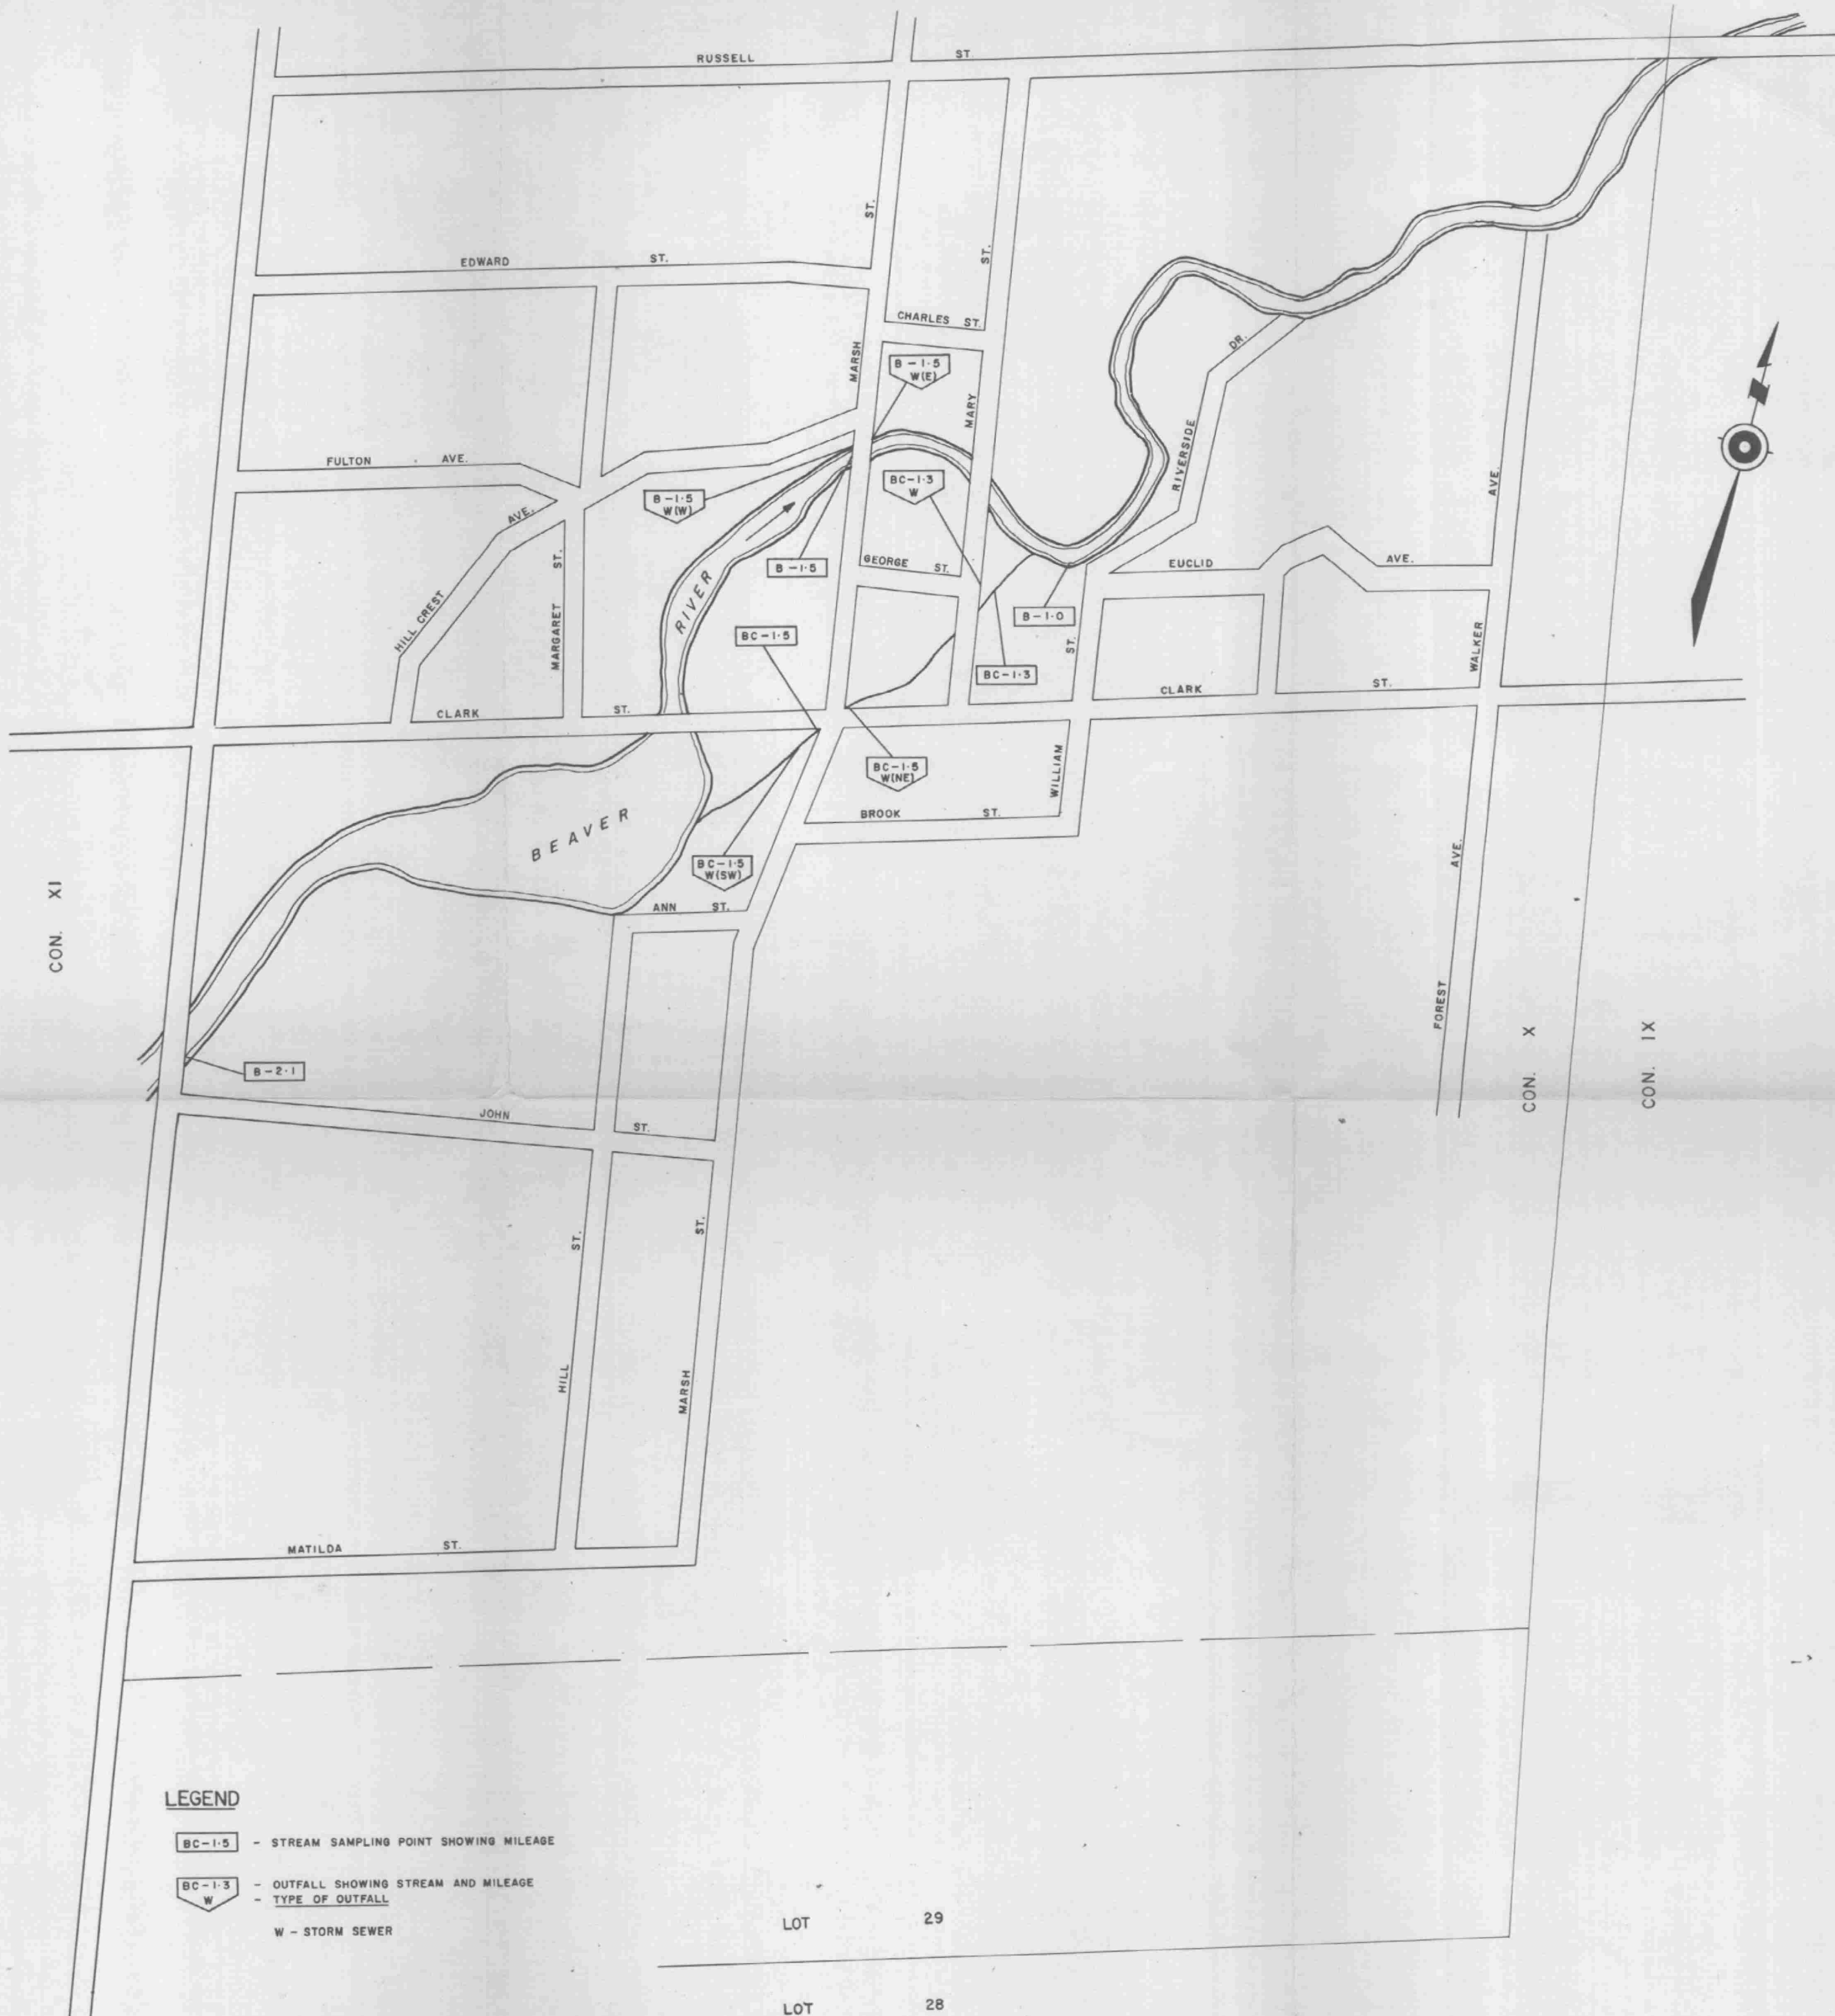 RUSSELL ST.
ST.
ST.
EDWARD ST.
CHARLES ST.
MARSH
B-1·5
W(E)
DR.
MARY
RIVERSIDE
FULTON AVE.
AVE.
B-1·5
W(W)
BC-1·3
W
AVE.
ST.
B-1·5
GEORGE ST.
EUCLID AVE.
HILL CREST
MARGARET
RIVER
BC-1·5
B-1·0
ST.
WALKER
BC-1·3
CLARK ST.
CLARK ST.
BC-1·5
W(NE)
WILLIAM
BROOK ST.
BEAVER
BC-1·5
W(SW)
AVE.
ANN ST.
CON. XI
FOREST
CON. X
CON. IX
B-2·1
JOHN ST.
ST.
ST.
HILL
MARSH
MATILDA ST.
LEGEND
BC-1·5 - STREAM SAMPLING POINT SHOWING MILEAGE
BC-1·3 - OUTFALL SHOWING STREAM AND MILEAGE
W - TYPE OF OUTFALL
W - STORM SEWER
LOT 29
LOT 28